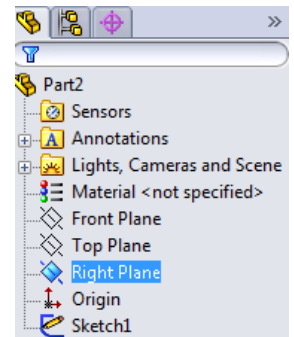 »
Part2
Sensors
A Annotations
Lights, Cameras and Scene
Material <not specified>
Front Plane
Top Plane
Right Plane
Origin
Sketch1